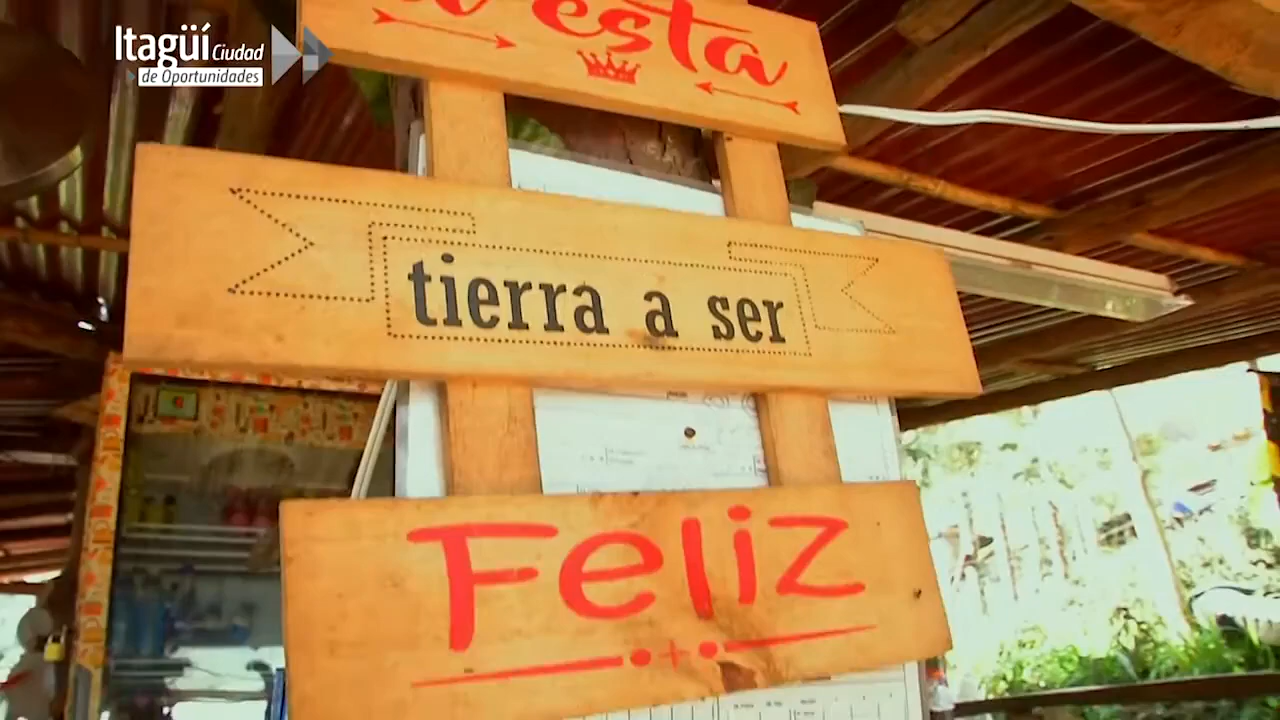 Itagüí Ciudad
de Oportunidades
esta
tierra a ser
Feliz